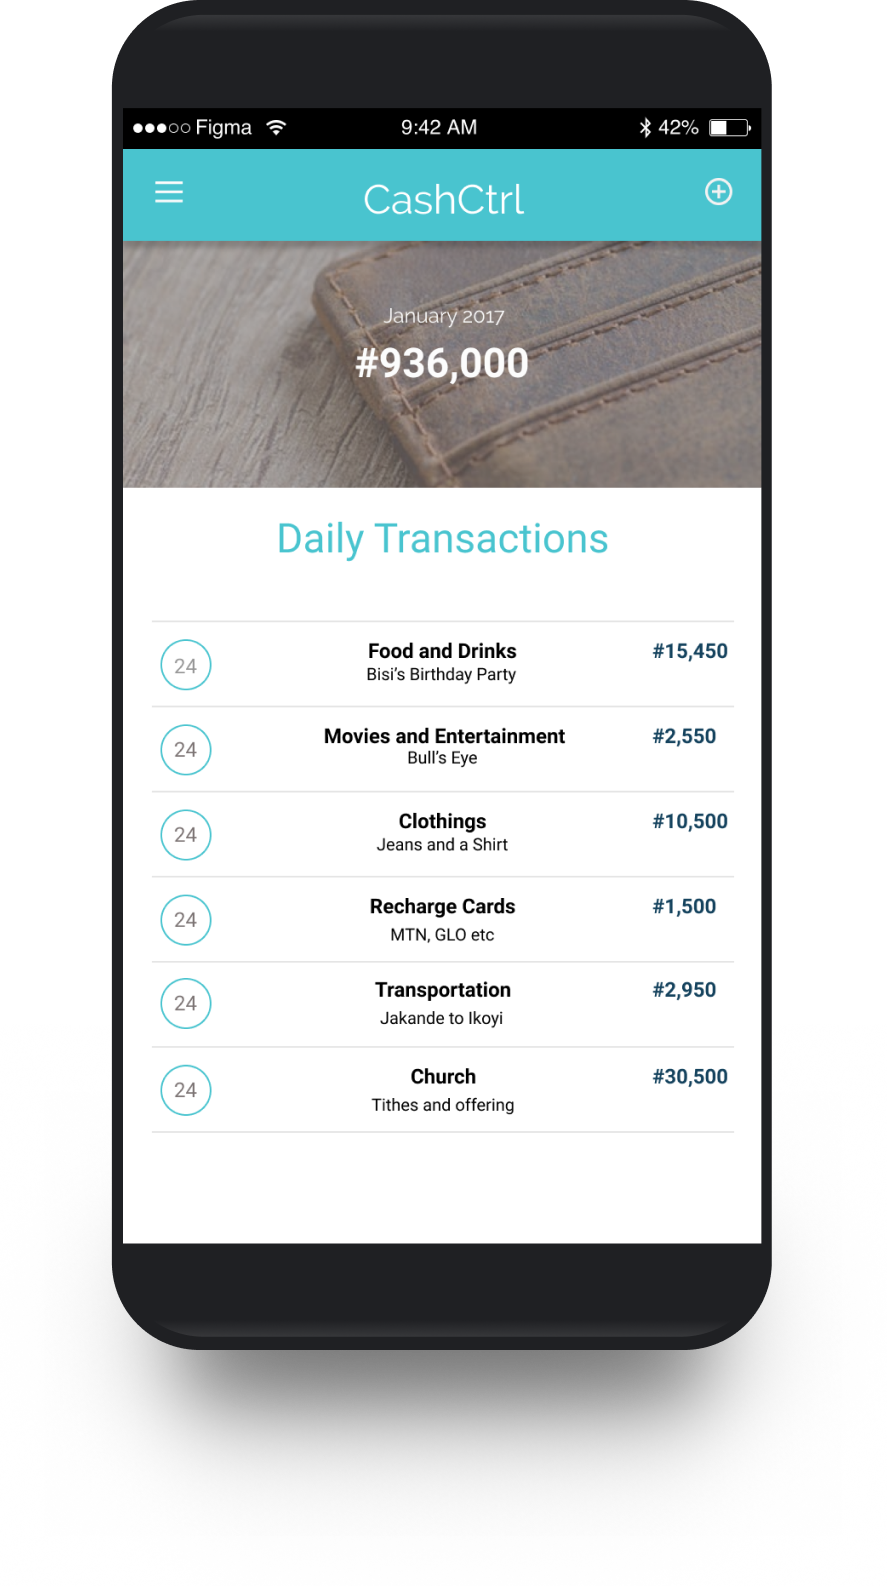 Figma 9:42 AM 42%
CashCtrl
January 2017
#936,000
Daily Transactions
24 Food and Drinks #15,450
Bisi's Birthday Party
24 Movies and Entertainment #2,550
Bull's Eye
24 Clothings #10,500
Jeans and a Shirt
24 Recharge Cards #1,500
MTN, GLO etc
24 Transportation #2,950
Jakande to Ikoyi
24 Church #30,500
Tithes and offering